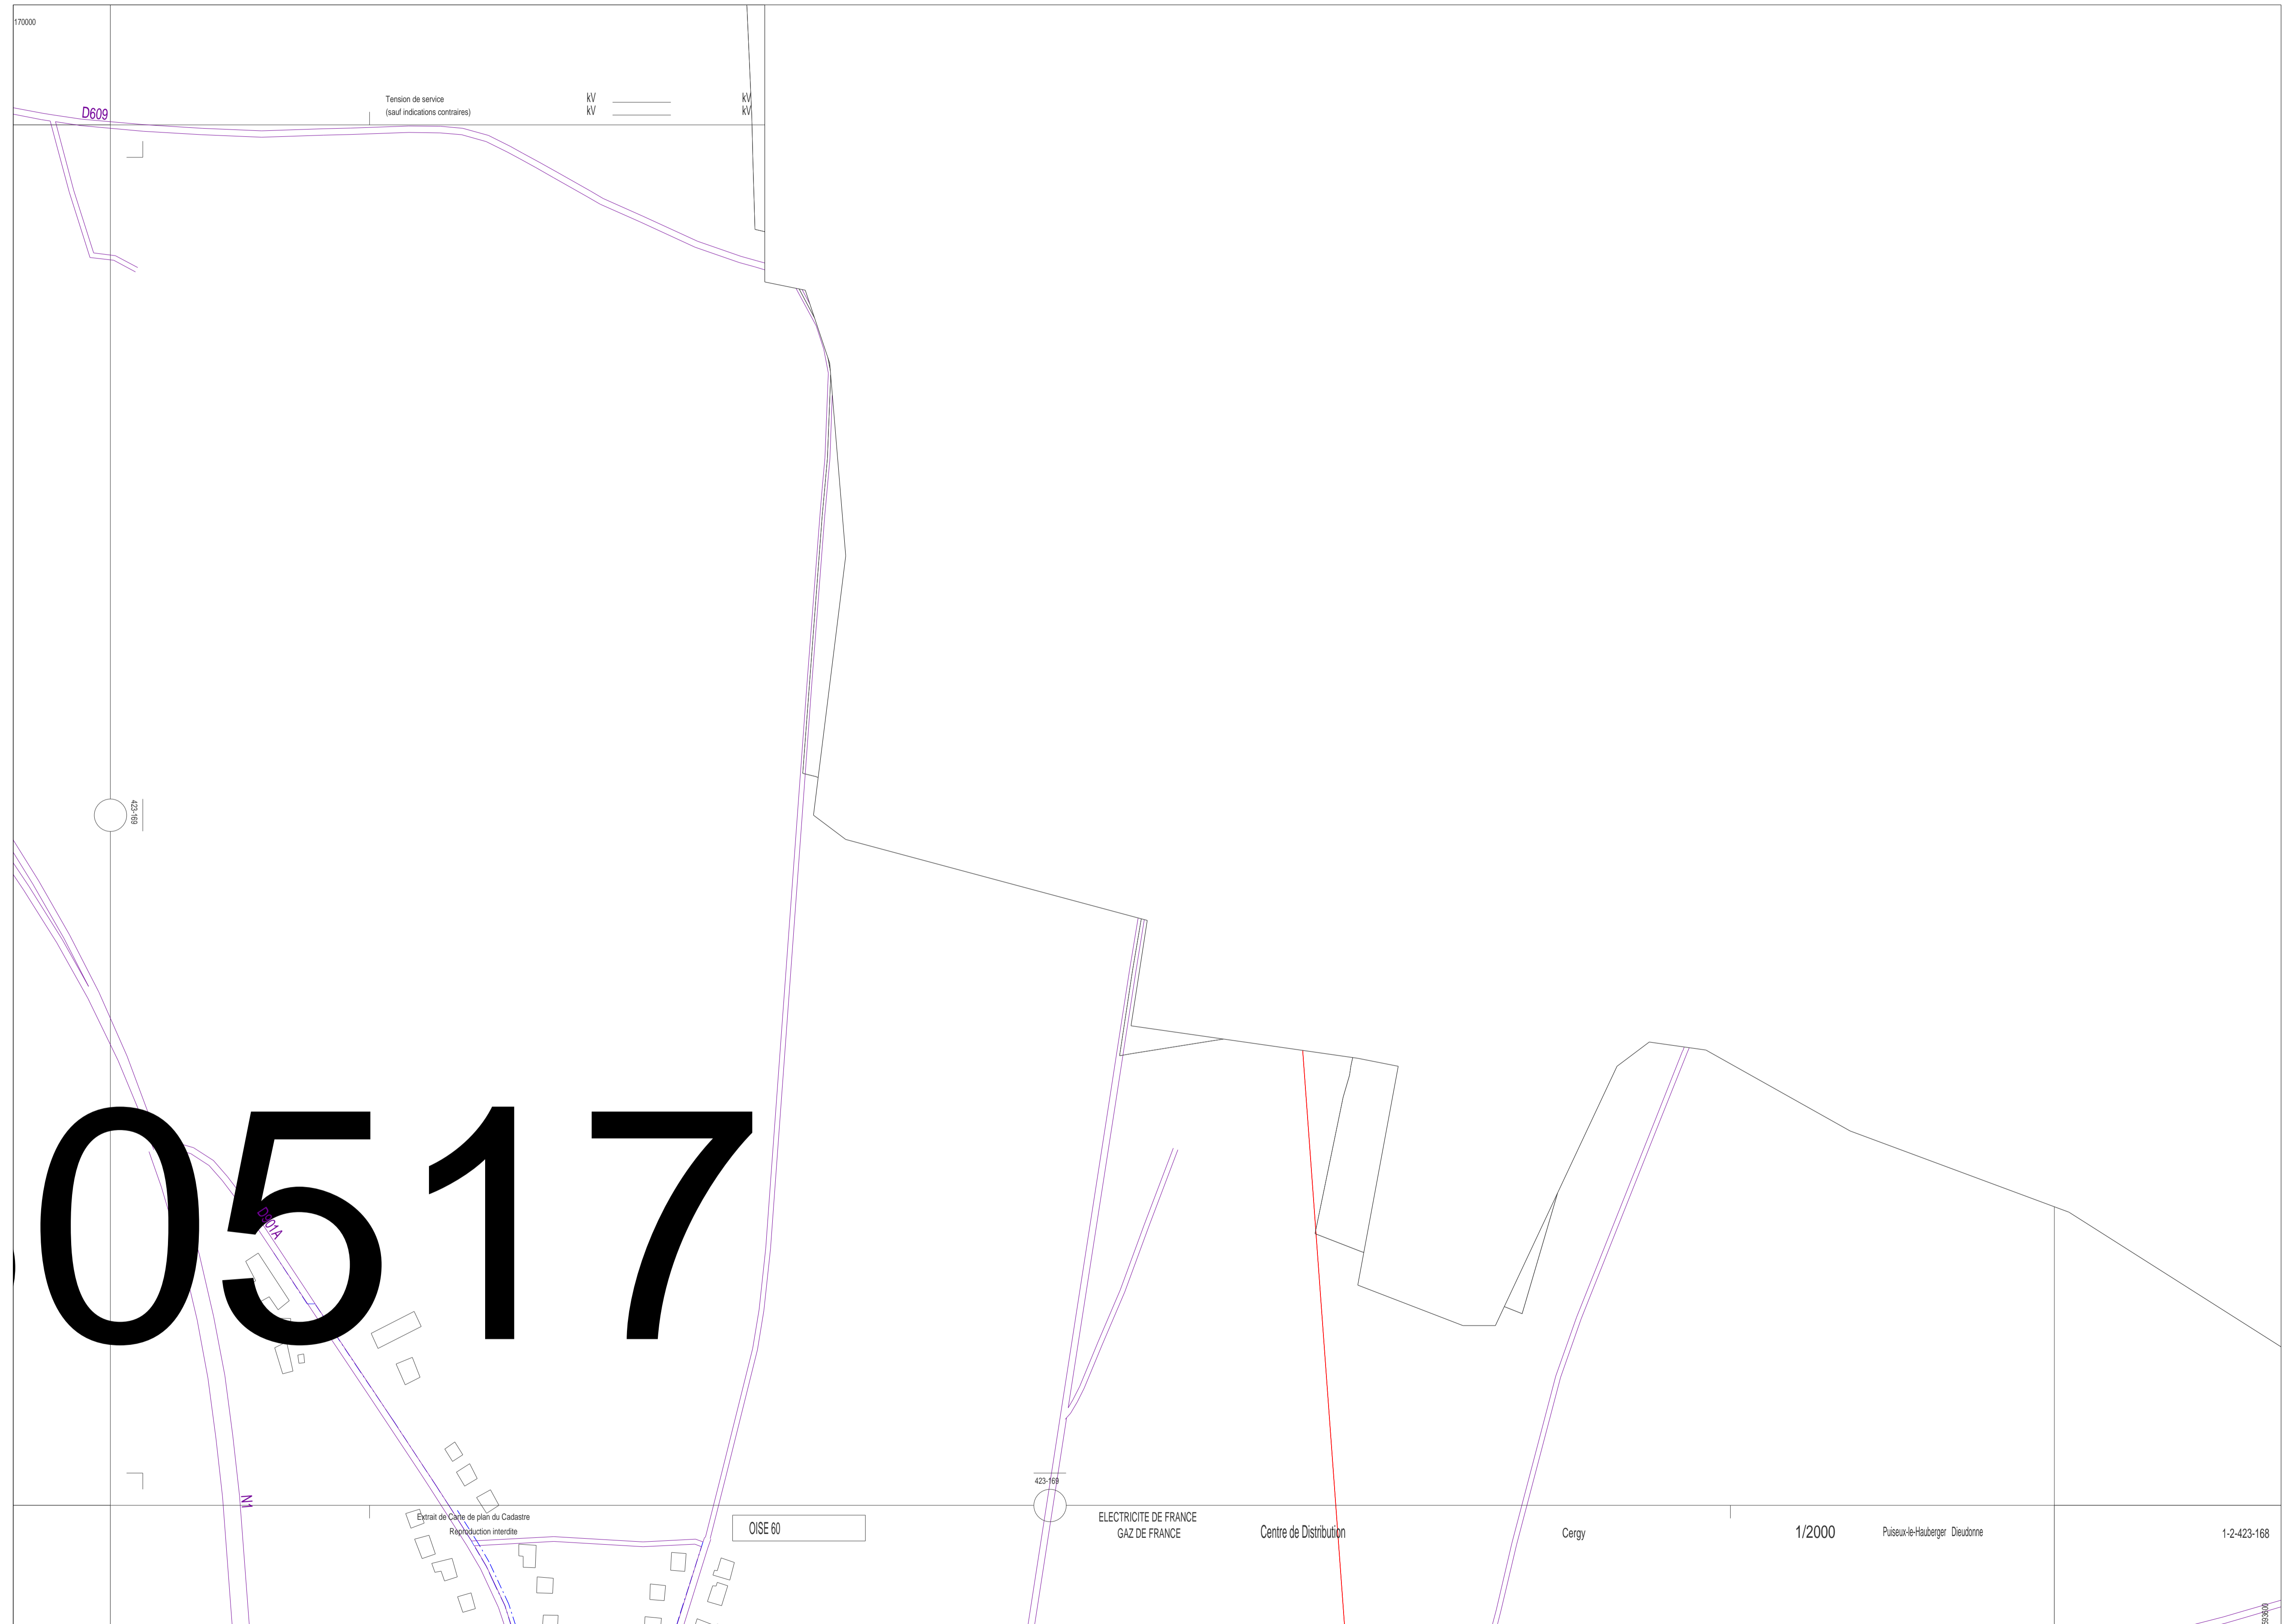 170000
D609
Tension de service kV kV
(sauf indications contraires) kV kV
423-169
0517
D901A
N1
423-169
Extrait de Carte de plan du Cadastre
Reproduction interdite
OISE 60
ELECTRICITE DE FRANCE
GAZ DE FRANCE
Centre de Distribution
Cergy
1/2000
Puiseux-le-Hauberger Dieudonne
1-2-423-168
593600